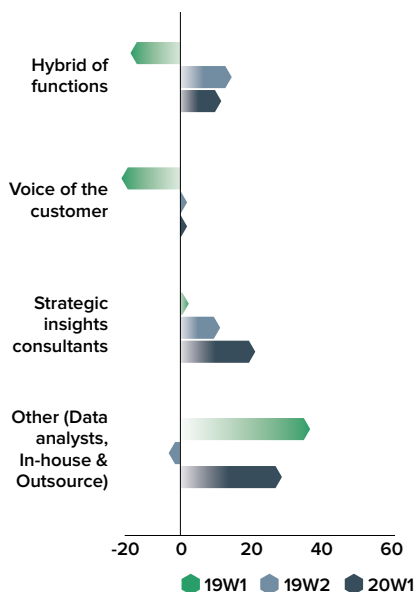 Hybrid of
functions
Voice of the
customer
Strategic
insights
consultants
Other (Data
analysts,
In-house &
Outsource)
-20 0 20 40 60
19W1 19W2 20W1